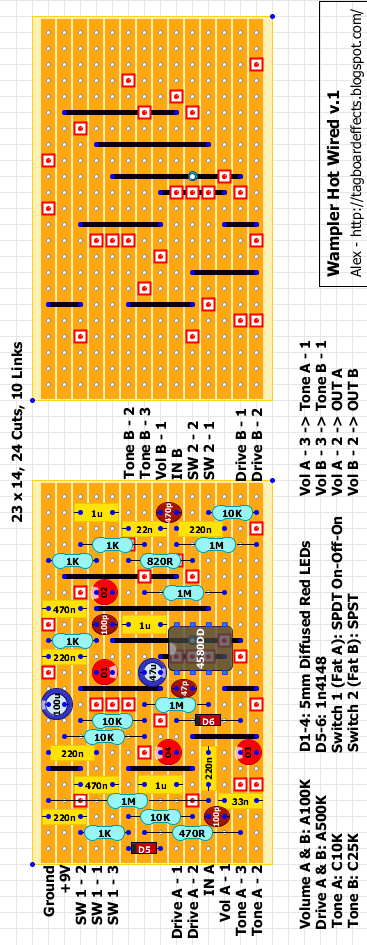 Wampler Hot Wired v.1
Alex - http://tagboardeffects.blogspot.com/
23 x 14, 24 Cuts, 10 Links
Tone B - 2
Tone B - 3
Vol B - 1
IN B
SW 2 - 2
SW 2 - 1
Drive B - 1
Drive B - 2
1u
470p
10K
22n
220n
1K
1M
1K
820R
D2
1M
470n
100p
1u
1K
220n
4580DD
D1
47u
100u
47p
1M
10K
D6
10K
220n
D4
D3
220n
470n
1u
1M
33n
220n
10K
100p
1K
470R
D5
Ground
+9V
SW 1 - 2
SW 1 - 1
SW 1 - 3
Drive A - 1
Drive A - 2
IN A
Vol A - 1
Tone A - 3
Tone A - 2
Volume A & B: A100K
Drive A & B: A500K
Tone A: C10K
Tone B: C25K
D1-4: 5mm Diffused Red LEDs
D5-6: 1n4148
Switch 1 (Fat A): SPDT On-Off-On
Switch 2 (Fat B): SPST
Vol A - 3 --> Tone A - 1
Vol B - 3 --> Tone B - 1
Vol A - 2 --> OUT A
Vol B - 2 --> OUT B